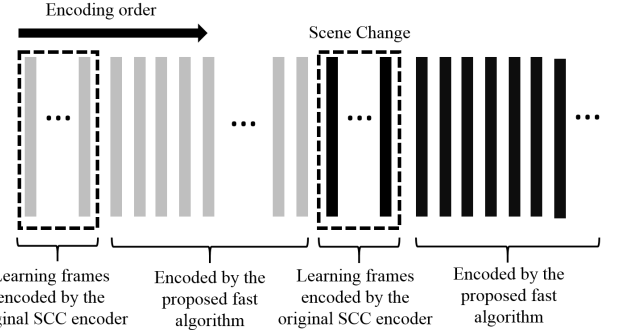 Encoding order
Scene Change
Learning frames
encoded by the
original SCC encoder
Encoded by the
proposed fast
algorithm
Learning frames
encoded by the
original SCC encoder
Encoded by the
proposed fast
algorithm